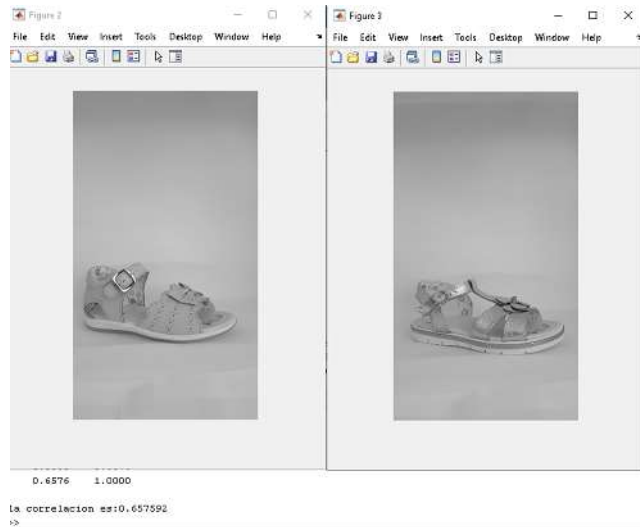 Figure 2
File Edit View Insert Tools Desktop Window Help
Figure 3
File Edit View Insert Tools Desktop Window Help
0.6576 1.0000
la correlacion es:0.657592
>>